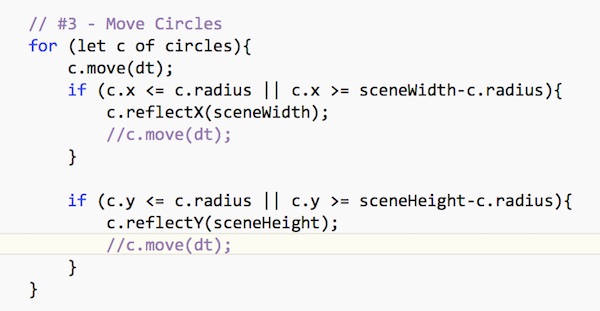 // #3 - Move Circles
for (let c of circles){
    c.move(dt);
    if (c.x <= c.radius || c.x >= sceneWidth-c.radius){
        c.reflectX(sceneWidth);
        //c.move(dt);
    }

    if (c.y <= c.radius || c.y >= sceneHeight-c.radius){
        c.reflectY(sceneHeight);
        //c.move(dt);
    }
}